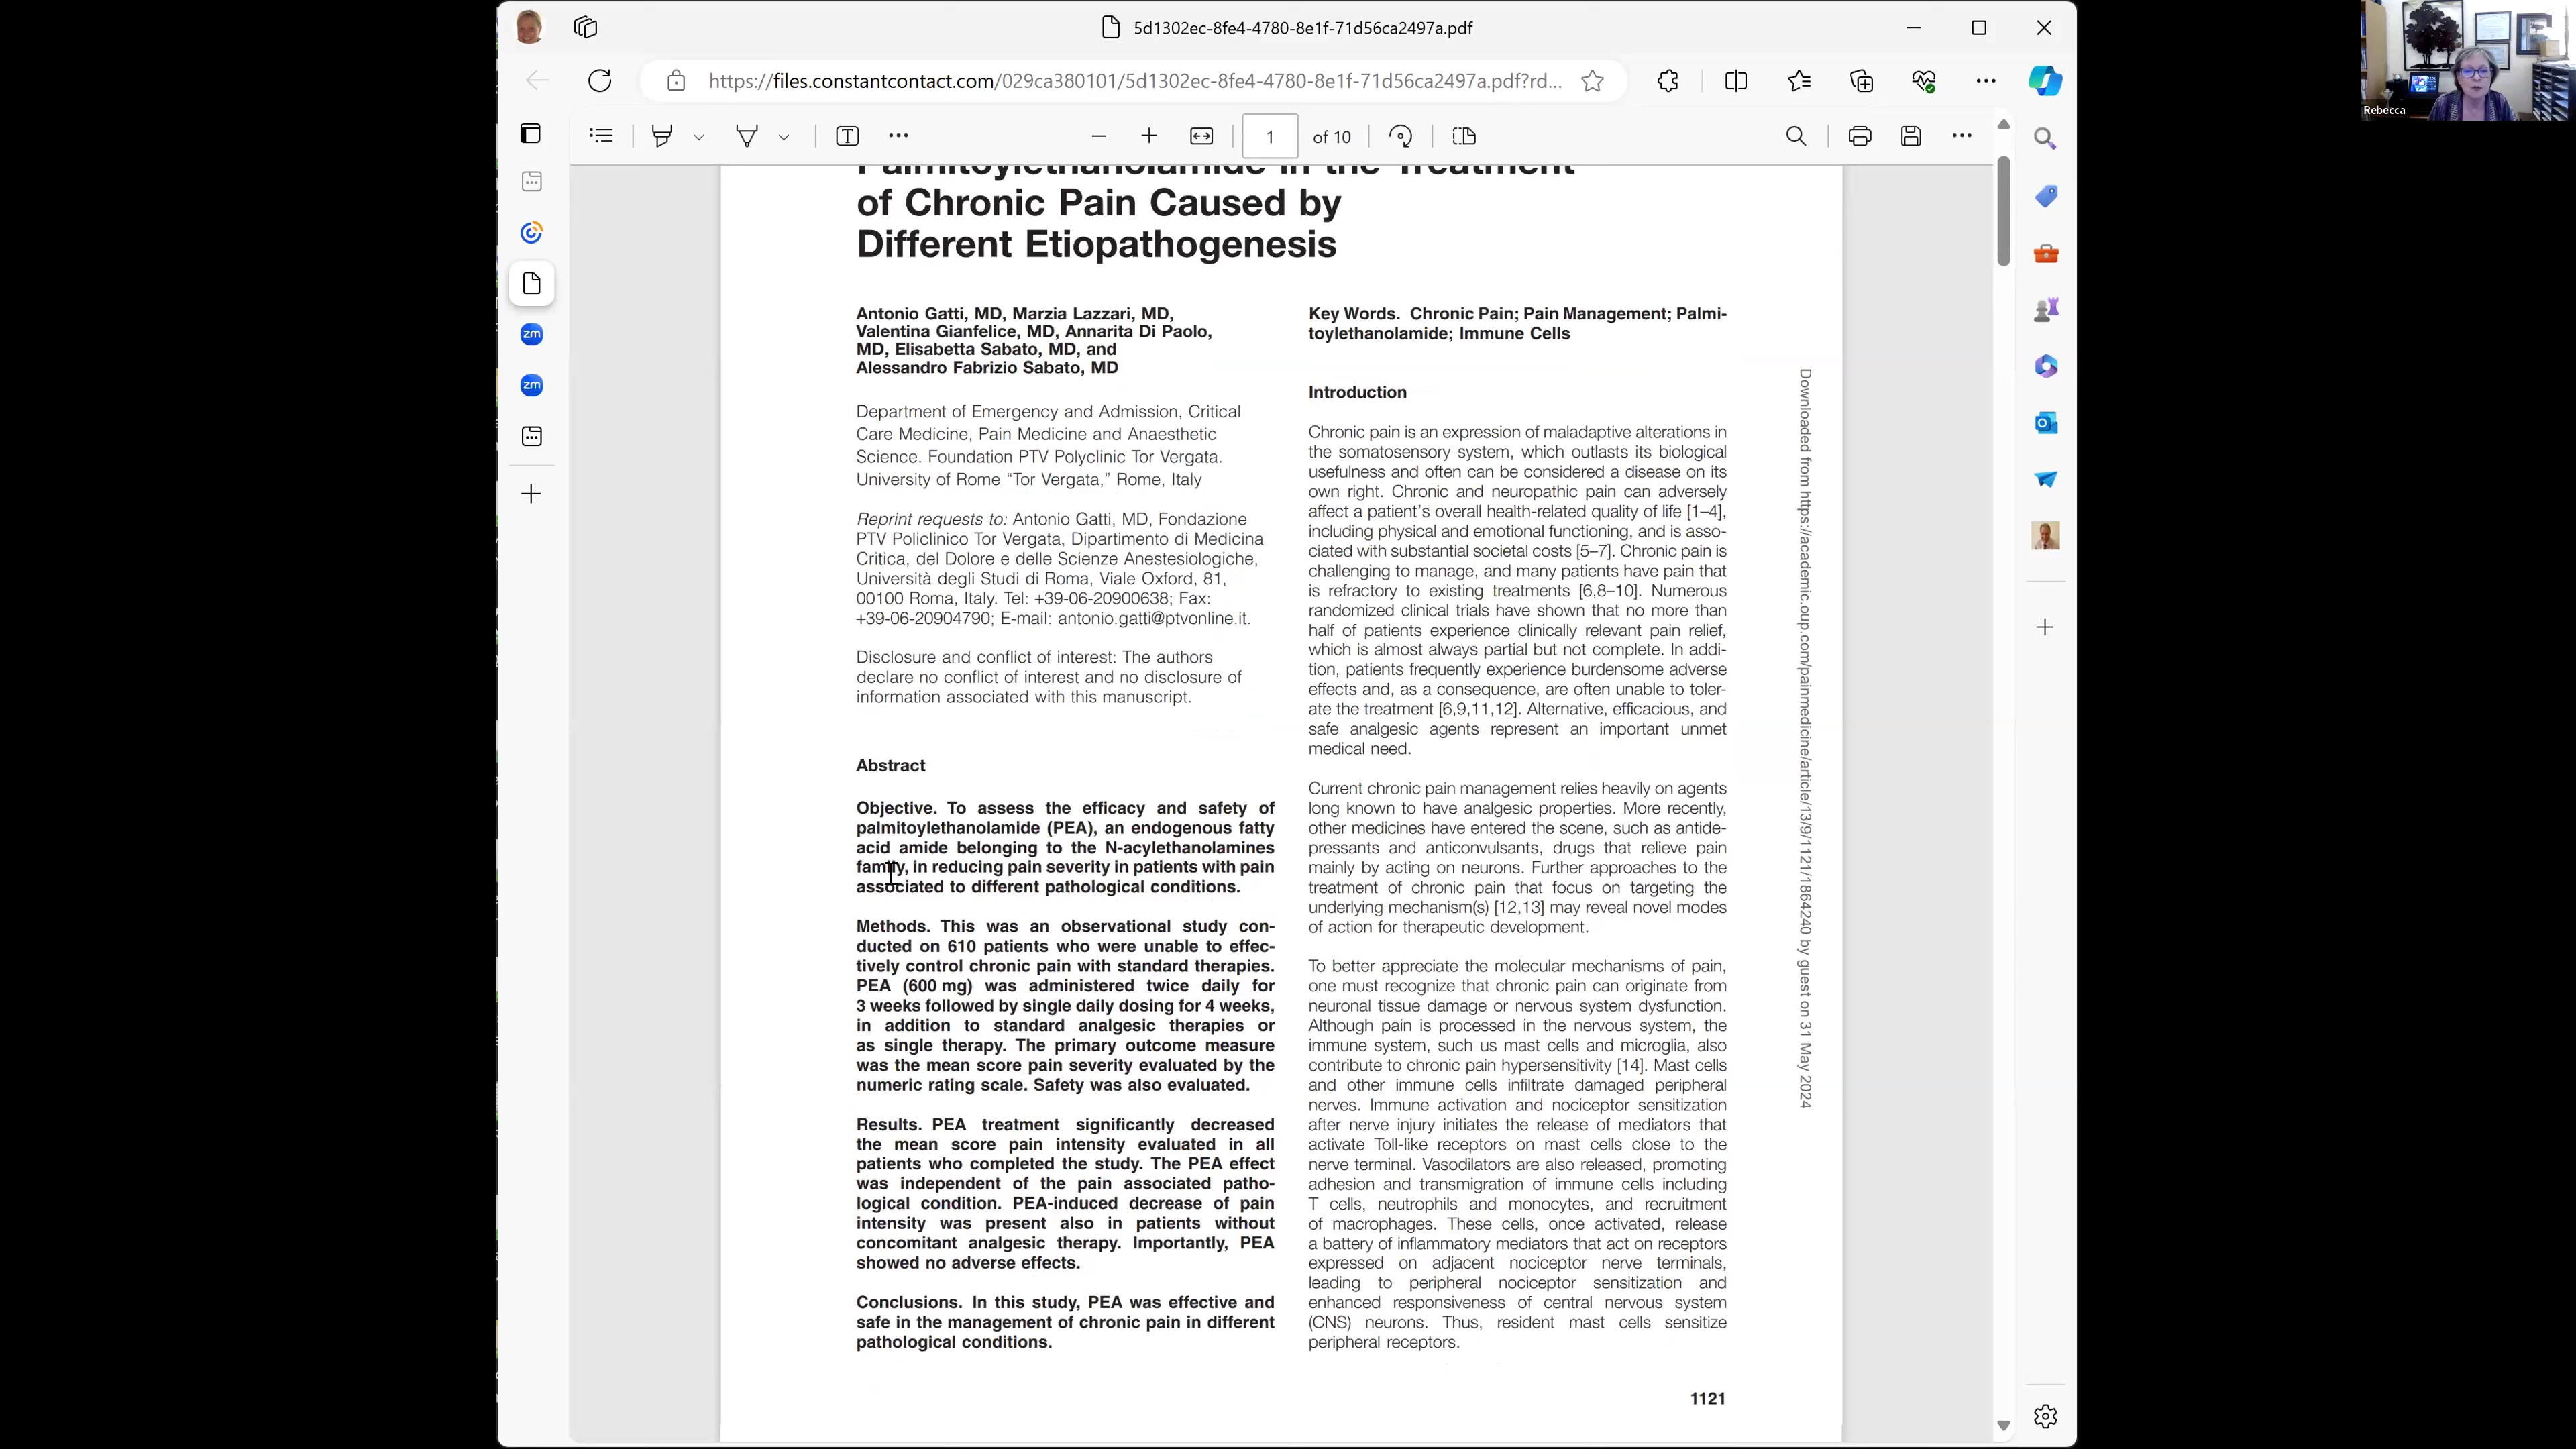 5d1302ec-8fe4-4780-8e1f-71d56ca2497a.pdf
https://files.constantcontact.com/029ca380101/5d1302ec-8fe4-4780-8e1f-71d56ca2497a.pdf?rd...
1 of 10
Palmitoylethanolamide in the Treatment
of Chronic Pain Caused by
Different Etiopathogenesis
Antonio Gatti, MD, Marzia Lazzari, MD,
Valentina Gianfelice, MD, Annarita Di Paolo,
MD, Elisabetta Sabato, MD, and
Alessandro Fabrizio Sabato, MD
Department of Emergency and Admission, Critical
Care Medicine, Pain Medicine and Anaesthetic
Science. Foundation PTV Polyclinic Tor Vergata.
University of Rome “Tor Vergata,” Rome, Italy
Reprint requests to: Antonio Gatti, MD, Fondazione
PTV Policlinico Tor Vergata, Dipartimento di Medicina
Critica, del Dolore e delle Scienze Anestesiologiche,
Università degli Studi di Roma, Viale Oxford, 81,
00100 Roma, Italy. Tel: +39-06-20900638; Fax:
+39-06-20904790; E-mail: antonio.gatti@ptvonline.it.
Disclosure and conflict of interest: The authors
declare no conflict of interest and no disclosure of
information associated with this manuscript.
Abstract
Objective. To assess the efficacy and safety of
palmitoylethanolamide (PEA), an endogenous fatty
acid amide belonging to the N-acylethanolamines
family, in reducing pain severity in patients with pain
associated to different pathological conditions.
Methods. This was an observational study con-
ducted on 610 patients who were unable to effec-
tively control chronic pain with standard therapies.
PEA (600 mg) was administered twice daily for
3 weeks followed by single daily dosing for 4 weeks,
in addition to standard analgesic therapies or
as single therapy. The primary outcome measure
was the mean score pain severity evaluated by the
numeric rating scale. Safety was also evaluated.
Results. PEA treatment significantly decreased
the mean score pain intensity evaluated in all
patients who completed the study. The PEA effect
was independent of the pain associated patho-
logical condition. PEA-induced decrease of pain
intensity was present also in patients without
concomitant analgesic therapy. Importantly, PEA
showed no adverse effects.
Conclusions. In this study, PEA was effective and
safe in the management of chronic pain in different
pathological conditions.
Key Words. Chronic Pain; Pain Management; Palmi-
toylethanolamide; Immune Cells
Introduction
Chronic pain is an expression of maladaptive alterations in
the somatosensory system, which outlasts its biological
usefulness and often can be considered a disease on its
own right. Chronic and neuropathic pain can adversely
affect a patient's overall health-related quality of life [1–4],
including physical and emotional functioning, and is asso-
ciated with substantial societal costs [5–7]. Chronic pain is
challenging to manage, and many patients have pain that
is refractory to existing treatments [6,8–10]. Numerous
randomized clinical trials have shown that no more than
half of patients experience clinically relevant pain relief,
which is almost always partial but not complete. In addi-
tion, patients frequently experience burdensome adverse
effects and, as a consequence, are often unable to toler-
ate the treatment [6,9,11,12]. Alternative, efficacious, and
safe analgesic agents represent an important unmet
medical need.
Current chronic pain management relies heavily on agents
long known to have analgesic properties. More recently,
other medicines have entered the scene, such as antide-
pressants and anticonvulsants, drugs that relieve pain
mainly by acting on neurons. Further approaches to the
treatment of chronic pain that focus on targeting the
underlying mechanism(s) [12,13] may reveal novel modes
of action for therapeutic development.
To better appreciate the molecular mechanisms of pain,
one must recognize that chronic pain can originate from
neuronal tissue damage or nervous system dysfunction.
Although pain is processed in the nervous system, the
immune system, such us mast cells and microglia, also
contribute to chronic pain hypersensitivity [14]. Mast cells
and other immune cells infiltrate damaged peripheral
nerves. Immune activation and nociceptor sensitization
after nerve injury initiates the release of mediators that
activate Toll-like receptors on mast cells close to the
nerve terminal. Vasodilators are also released, promoting
adhesion and transmigration of immune cells including
T cells, neutrophils and monocytes, and recruitment
of macrophages. These cells, once activated, release
a battery of inflammatory mediators that act on receptors
expressed on adjacent nociceptor nerve terminals,
leading to peripheral nociceptor sensitization and
enhanced responsiveness of central nervous system
(CNS) neurons. Thus, resident mast cells sensitize
peripheral receptors.
1121
Downloaded from https://academic.oup.com/painmedicine/article/13/9/1121/1864240 by guest on 31 May 2024
zm
zm
Rebecca